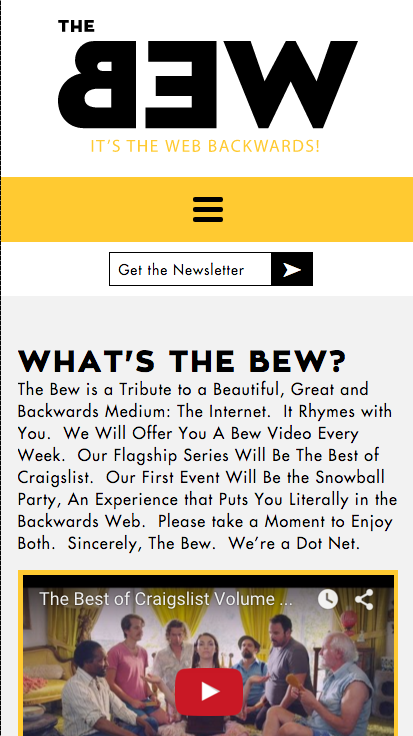 THE
BEW
IT'S THE WEB BACKWARDS!
Get the Newsletter
WHAT'S THE BEW?
The Bew is a Tribute to a Beautiful, Great and
Backwards Medium: The Internet.  It Rhymes with
You.  We Will Offer You A Bew Video Every
Week.  Our Flagship Series Will Be The Best of
Craigslist.  Our First Event Will Be the Snowball
Party, An Experience that Puts You Literally in the
Backwards Web.  Please take a Moment to Enjoy
Both.  Sincerely, The Bew.  We're a Dot Net.
The Best of Craigslist Volume ...